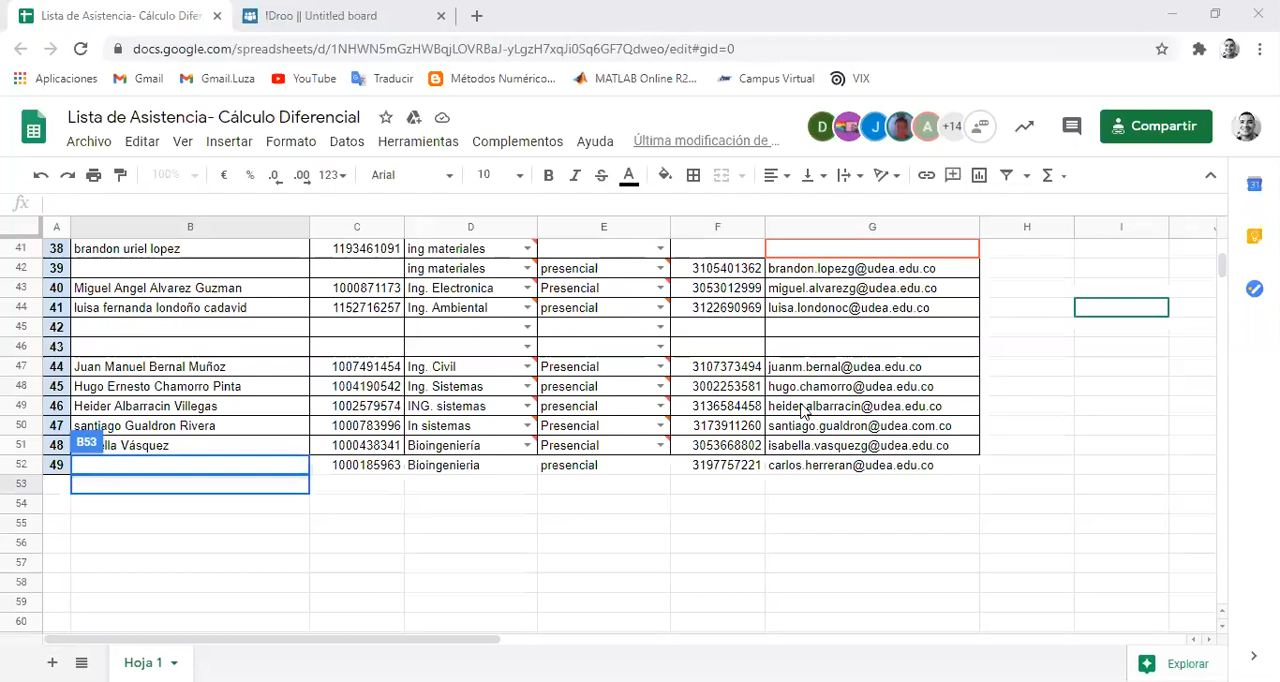 Lista de Asistencia- Cálculo Difer
!Droo || Untitled board
docs.google.com/spreadsheets/d/1NHWN5mGzHWBqjLOVRBaJ-yLgzH7xqJi0Sq6GF7Qdweo/edit#gid=0
Aplicaciones Gmail Gmail.Luza YouTube Traducir Métodos Numéric... MATLAB Online R2... Campus Virtual VIX
Lista de Asistencia- Cálculo Diferencial
D J A +14 Compartir
Archivo Editar Ver Insertar Formato Datos Herramientas Complementos Ayuda Última modificación de ...
100% € % .0 .00 123 Arial 10 B I S A Σ
fx
A B C D E F G H I
41 38 brandon uriel lopez 1193461091 ing materiales
42 39 ing materiales presencial 3105401362 brandon.lopezg@udea.edu.co
43 40 Miguel Angel Alvarez Guzman 1000871173 Ing. Electronica Presencial 3053012999 miguel.alvarezg@udea.edu.co
44 41 luisa fernanda londoño cadavid 1152716257 Ing. Ambiental presencial 3122690969 luisa.londonoc@udea.edu.co
45 42
46 43
47 44 Juan Manuel Bernal Muñoz 1007491454 Ing. Civil Presencial 3107373494 juanm.bernal@udea.edu.co
48 45 Hugo Ernesto Chamorro Pinta 1004190542 Ing. Sistemas presencial 3002253581 hugo.chamorro@udea.edu.co
49 46 Heider Albarracin Villegas 1002579574 ING. sistemas presencial 3136584458 heider.albarracin@udea.edu.co
50 47 santiago Gualdron Rivera 1000783996 In sistemas presencial 3173911260 santiago.gualdron@udea.com.co
51 48 B53 ella Vásquez 1000438341 Bioingeniería Presencial 3053668802 isabella.vasquezg@udea.edu.co
52 49 1000185963 Bioingenieria presencial 3197757221 carlos.herreran@udea.edu.co
53
54
55
56
57
58
59
60
Hoja 1 Explorar